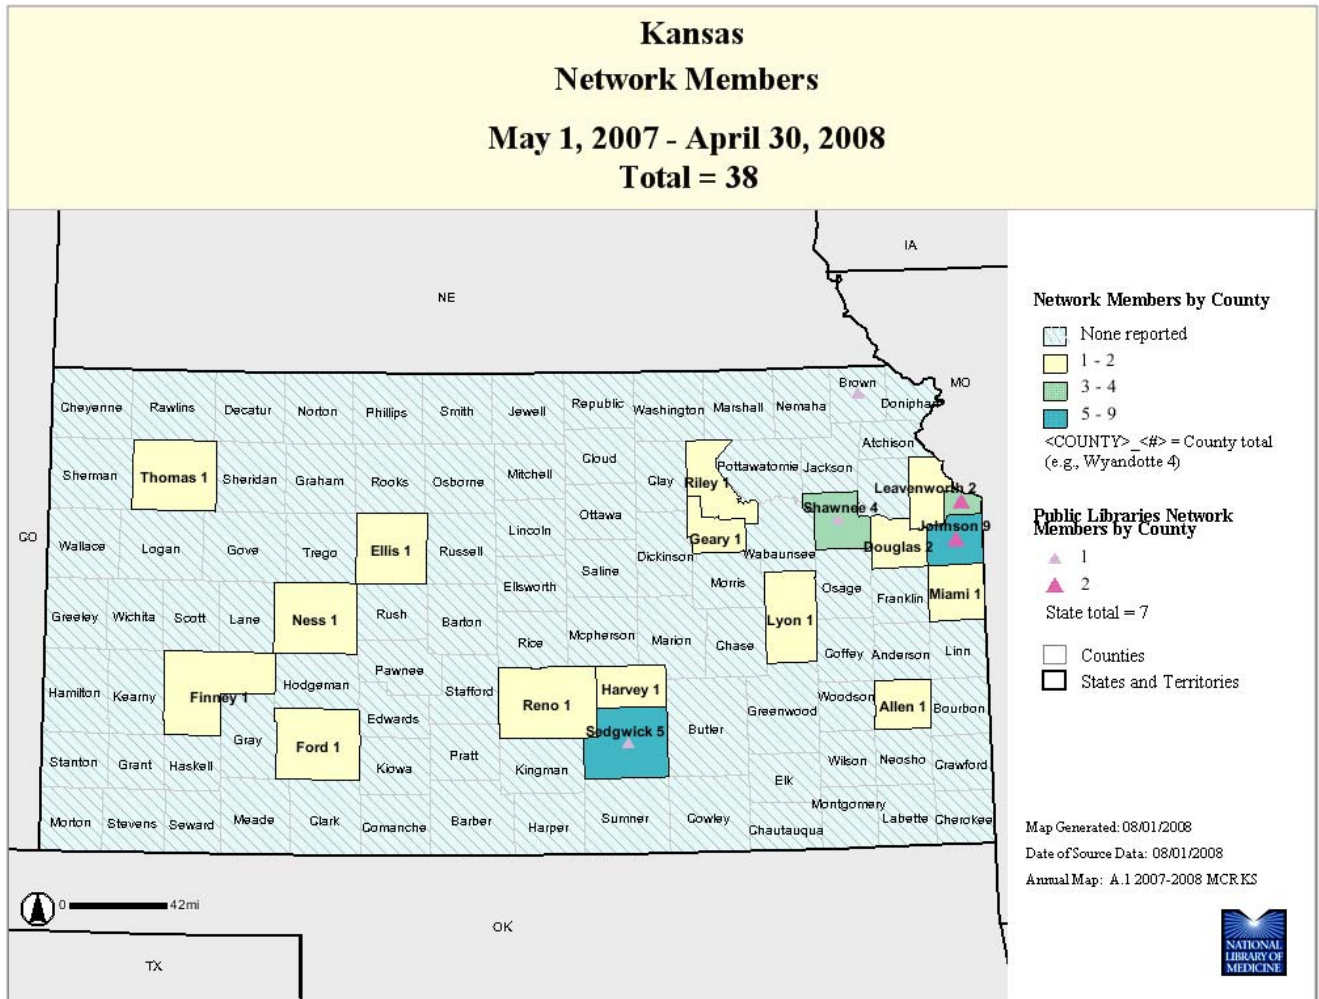 Kansas
Network Members
May 1, 2007 - April 30, 2008
Total = 38
IA
NE
MO
CO
Brown
Cheyenne Rawlins Decatur Norton Phillips Smith Jewell Republic Washington Marshall Nemaha Doniphan
Atchison
Sherman Thomas 1 Sheridan Graham Rooks Osborne Mitchell Cloud Clay Riley 1 Pottawatomie Jackson
Leavenworth 2
Shawnee 4
Lincoln Ottawa Johnson 9
Wallace Logan Gove Trego Ellis 1 Russell Saline Dickinson Geary 1 Wabaunsee Douglas 2
Ellsworth Morris Osage Franklin Miami 1
Greeley Wichita Scott Lane Ness 1 Rush Barton Rice Mcpherson Marion Chase Lyon 1 Coffey Anderson Linn
Pawnee
Hamilton Kearny Finney 1 Hodgeman Stafford Reno 1 Harvey 1 Greenwood Woodson Allen 1 Bourbon
Edwards
Gray Ford 1 Sedgwick 5 Butler
Stanton Grant Haskell Kiowa Pratt Kingman Elk Wilson Neosho Crawford
Montgomery
Morton Stevens Seward Meade Clark Comanche Barber Harper Sumner Cowley Chautauqua Labette Cherokee
0 42mi
OK
TX
Network Members by County
None reported
1 - 2
3 - 4
5 - 9
<COUNTY>_<#> = County total
(e.g., Wyandotte 4)
Public Libraries Network
Members by County
1
2
State total = 7
Counties
States and Territories
Map Generated: 08/01/2008
Date of Source Data: 08/01/2008
Annual Map: A.1 2007-2008 MCR KS
NATIONAL
LIBRARY OF
MEDICINE